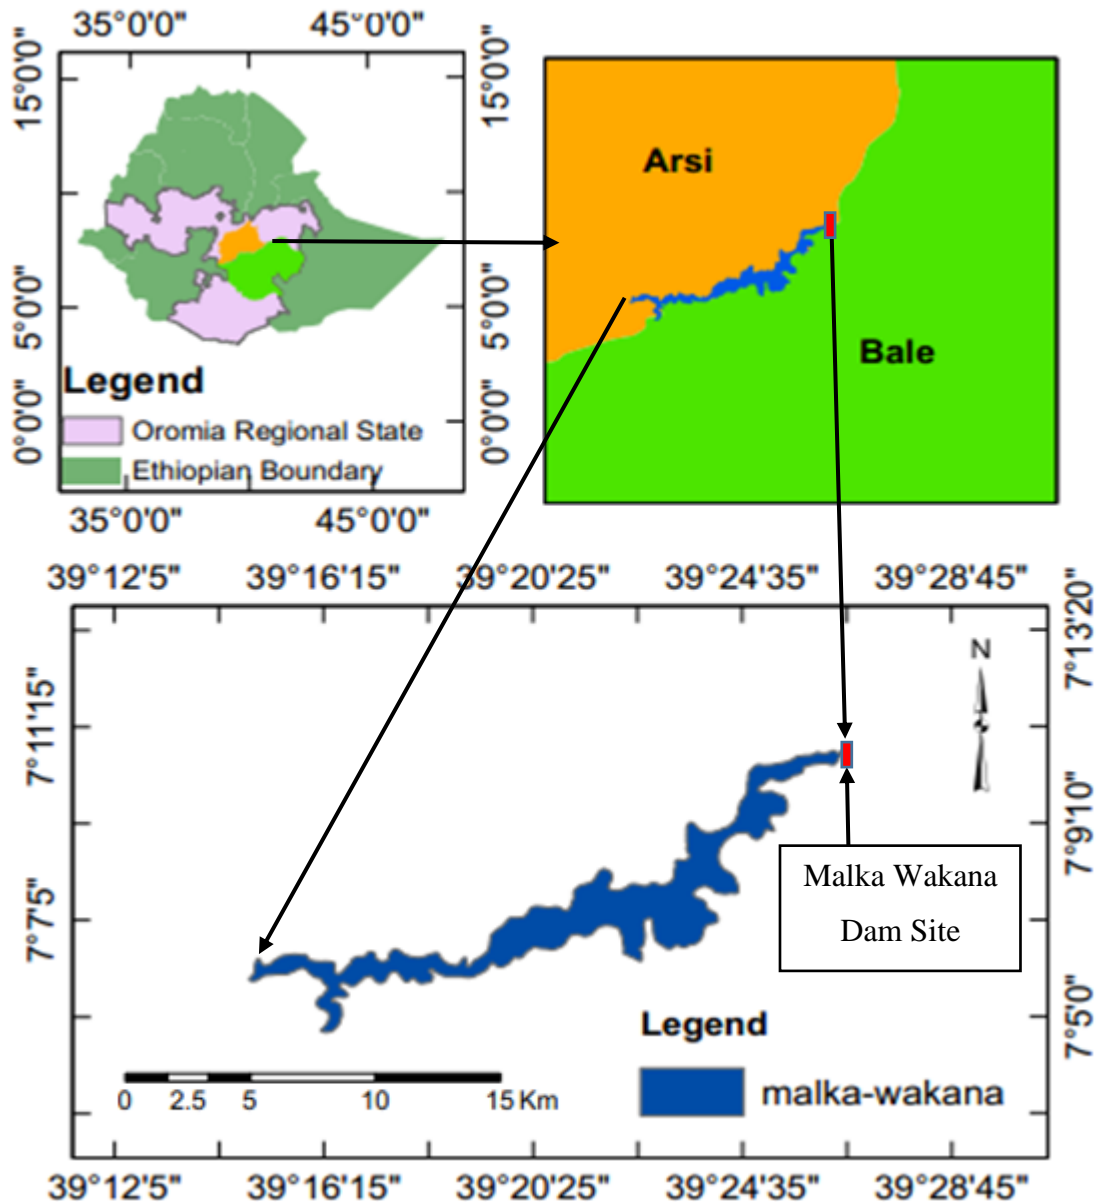 35°0'0" 45°0'0"
15°0'0"
5°0'0"
0°0'0"
15°0'0"
5°0'0"
0°0'0"
Legend
Oromia Regional State
Ethiopian Boundary
35°0'0" 45°0'0"
Arsi
Bale
39°12'5" 39°16'15" 39°20'25" 39°24'35" 39°28'45"
7°11'15"
7°7'5"
7°13'20"
7°9'10"
7°5'0"
N
Malka Wakana
Dam Site
Legend
malka-wakana
0 2.5 5 10 15 Km
39°12'5" 39°16'15" 39°20'25" 39°24'35" 39°28'45"